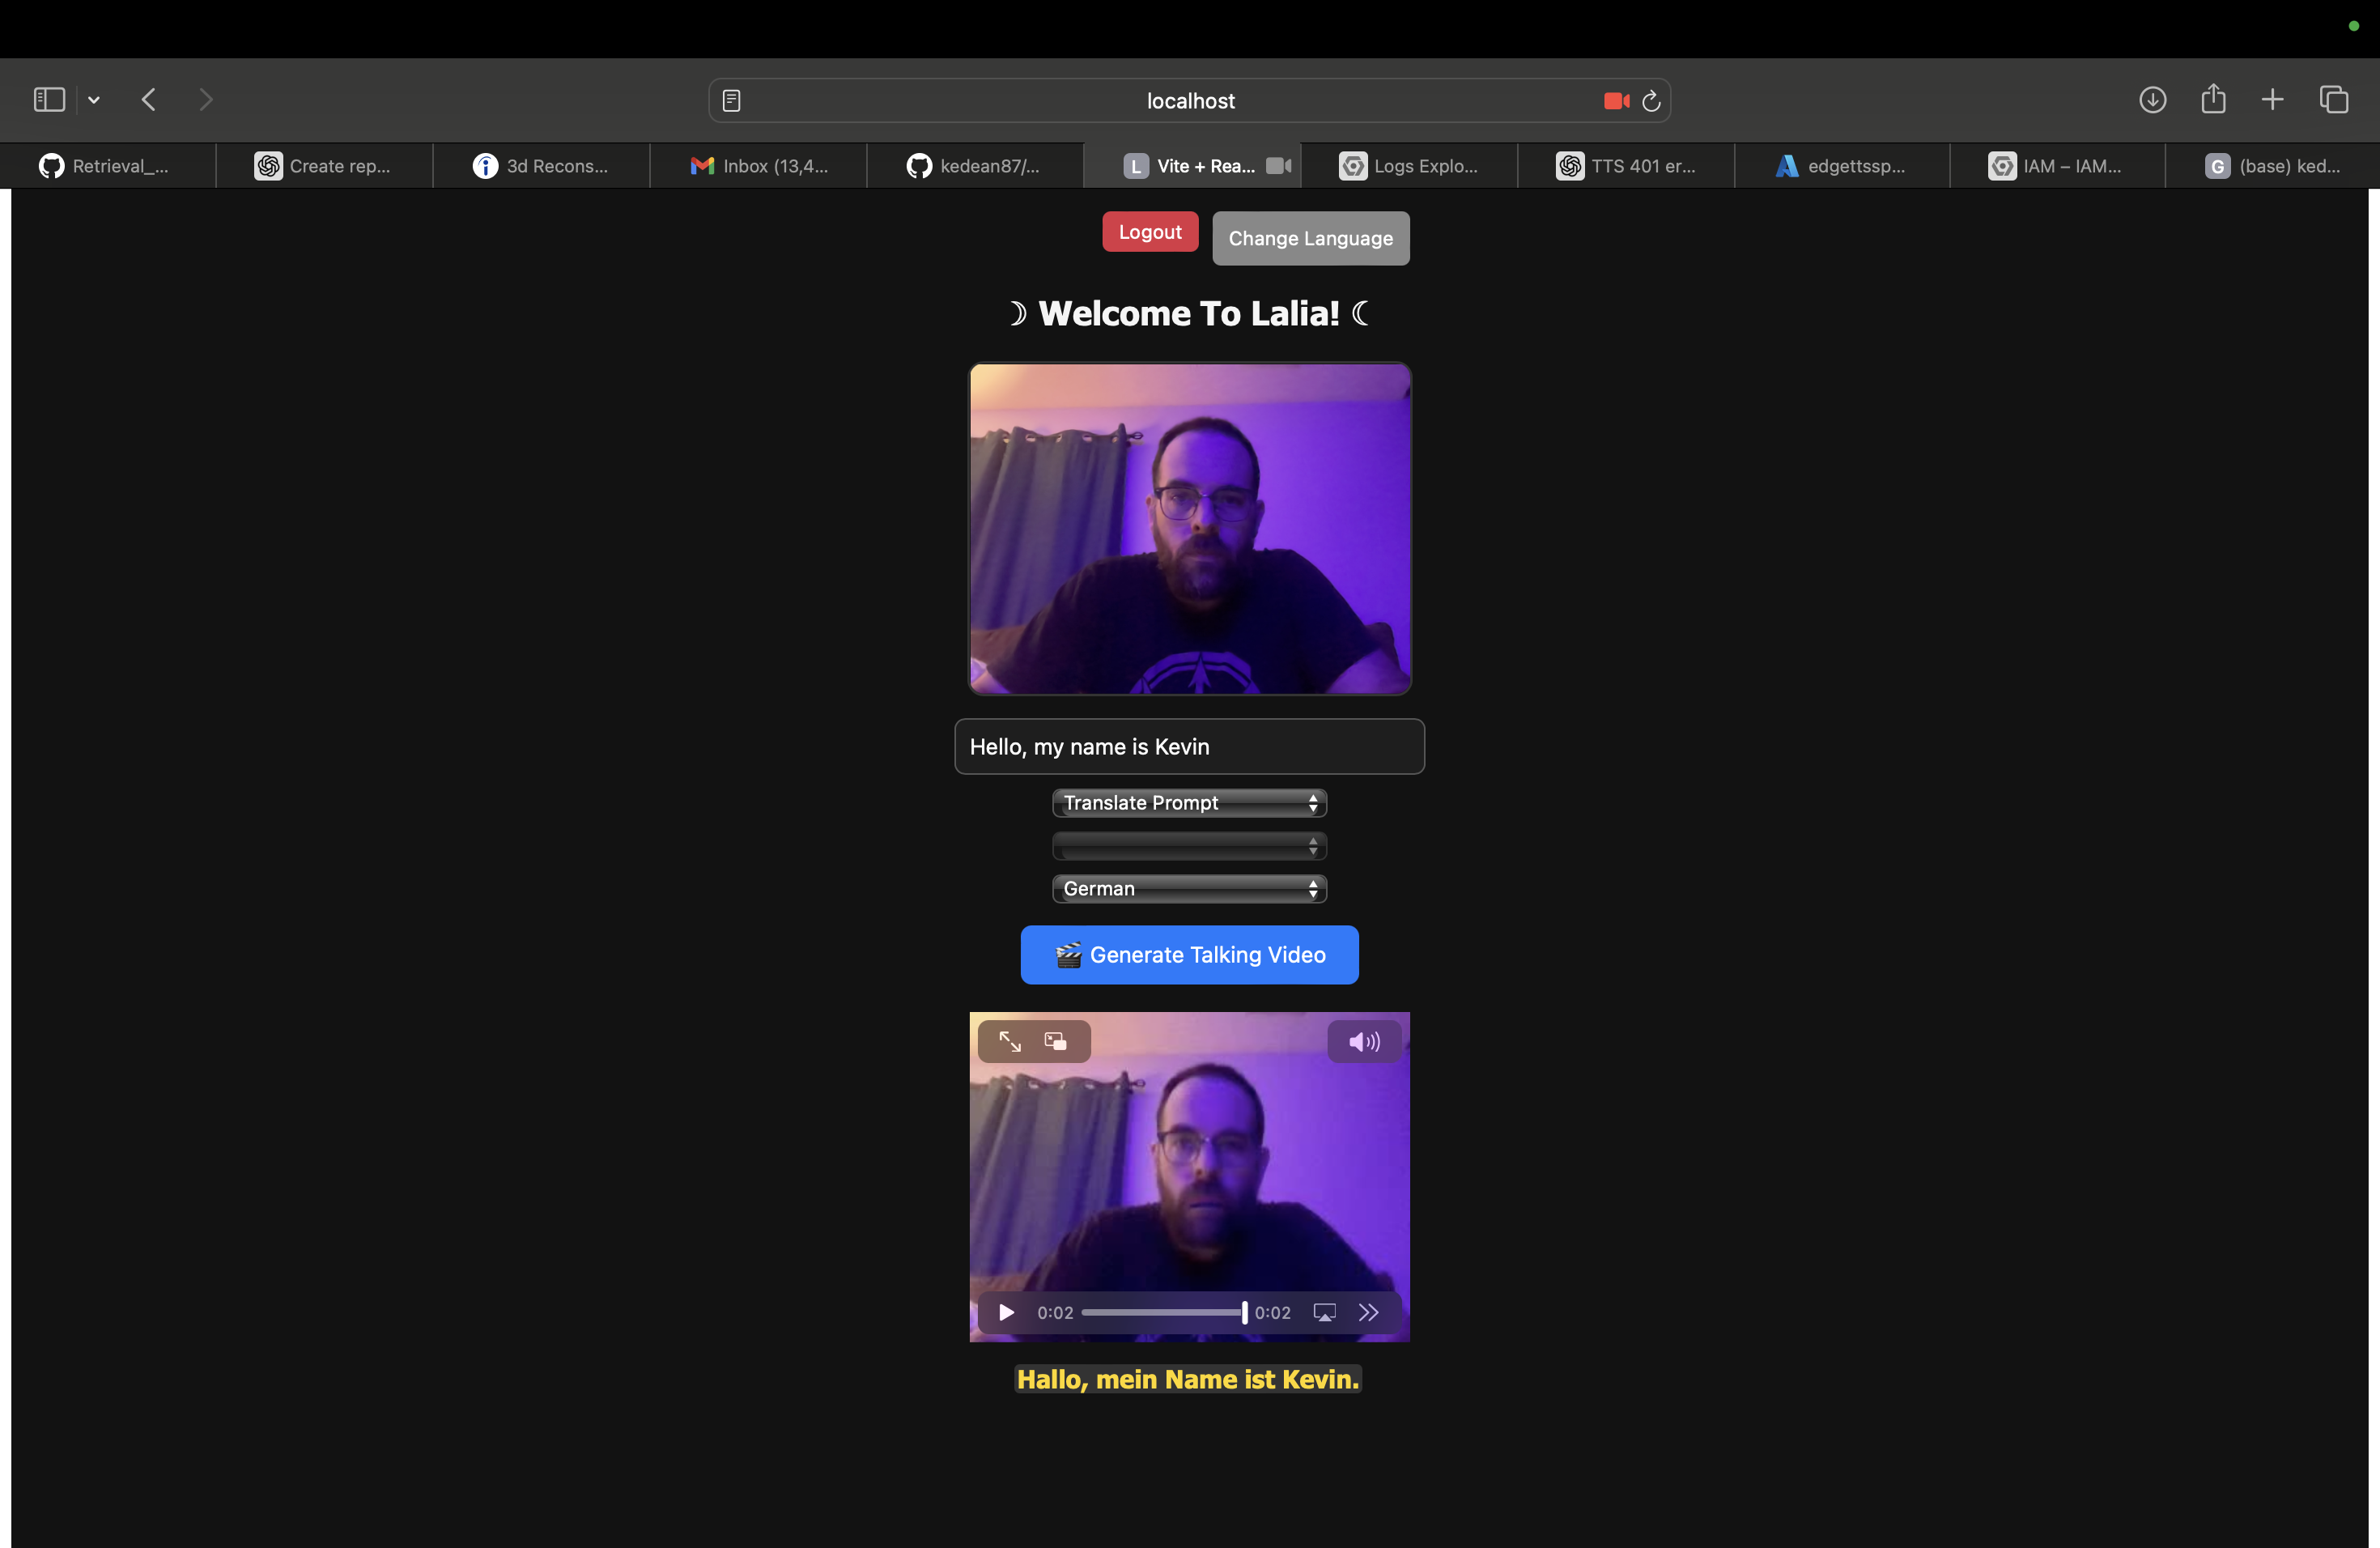 localhost
Retrieval_...
Create rep...
3d Recons...
Inbox (13,4...
kedean87/...
L Vite + Rea...
Logs Explo...
TTS 401 er...
edgettssp...
IAM – IAM...
G (base) ked...
Logout
Change Language
☽ Welcome To Lalia! ☾
Hello, my name is Kevin
Translate Prompt
German
🎬 Generate Talking Video
0:02 0:02
Hallo, mein Name ist Kevin.